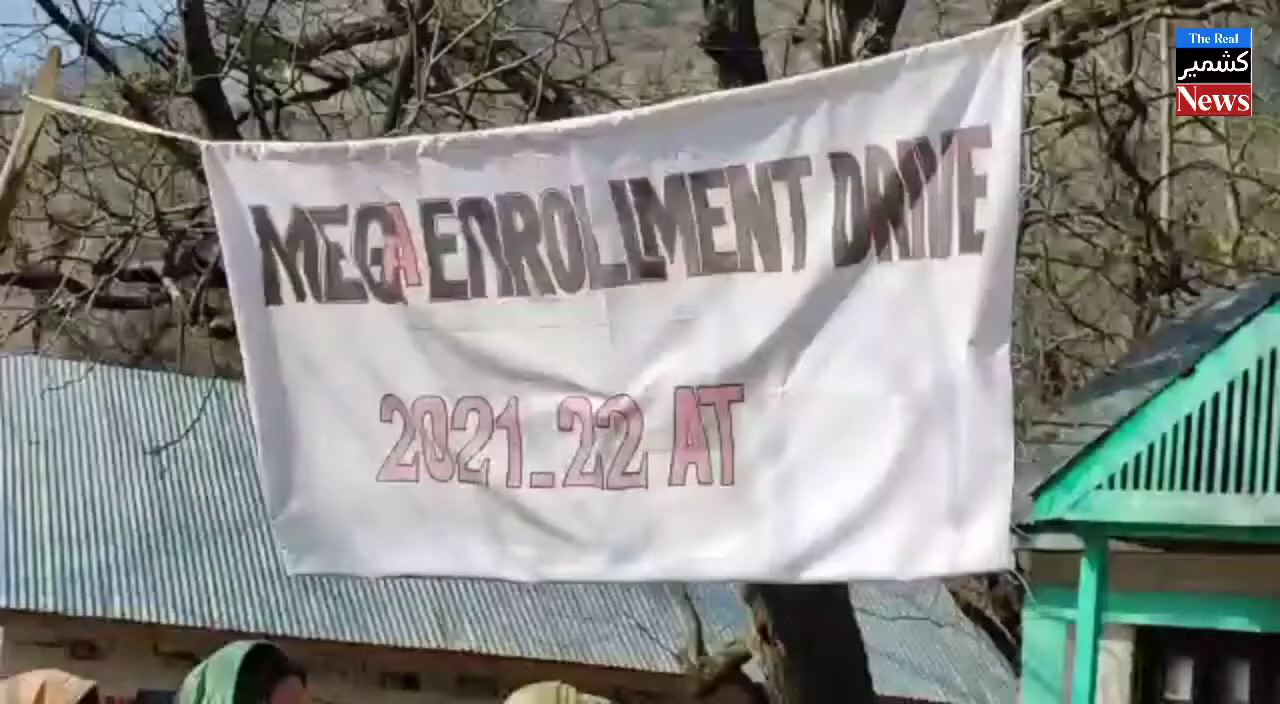 The Real
کشمیر
News
MEGA ENROLLMENT DRIVE
2021-22 AT